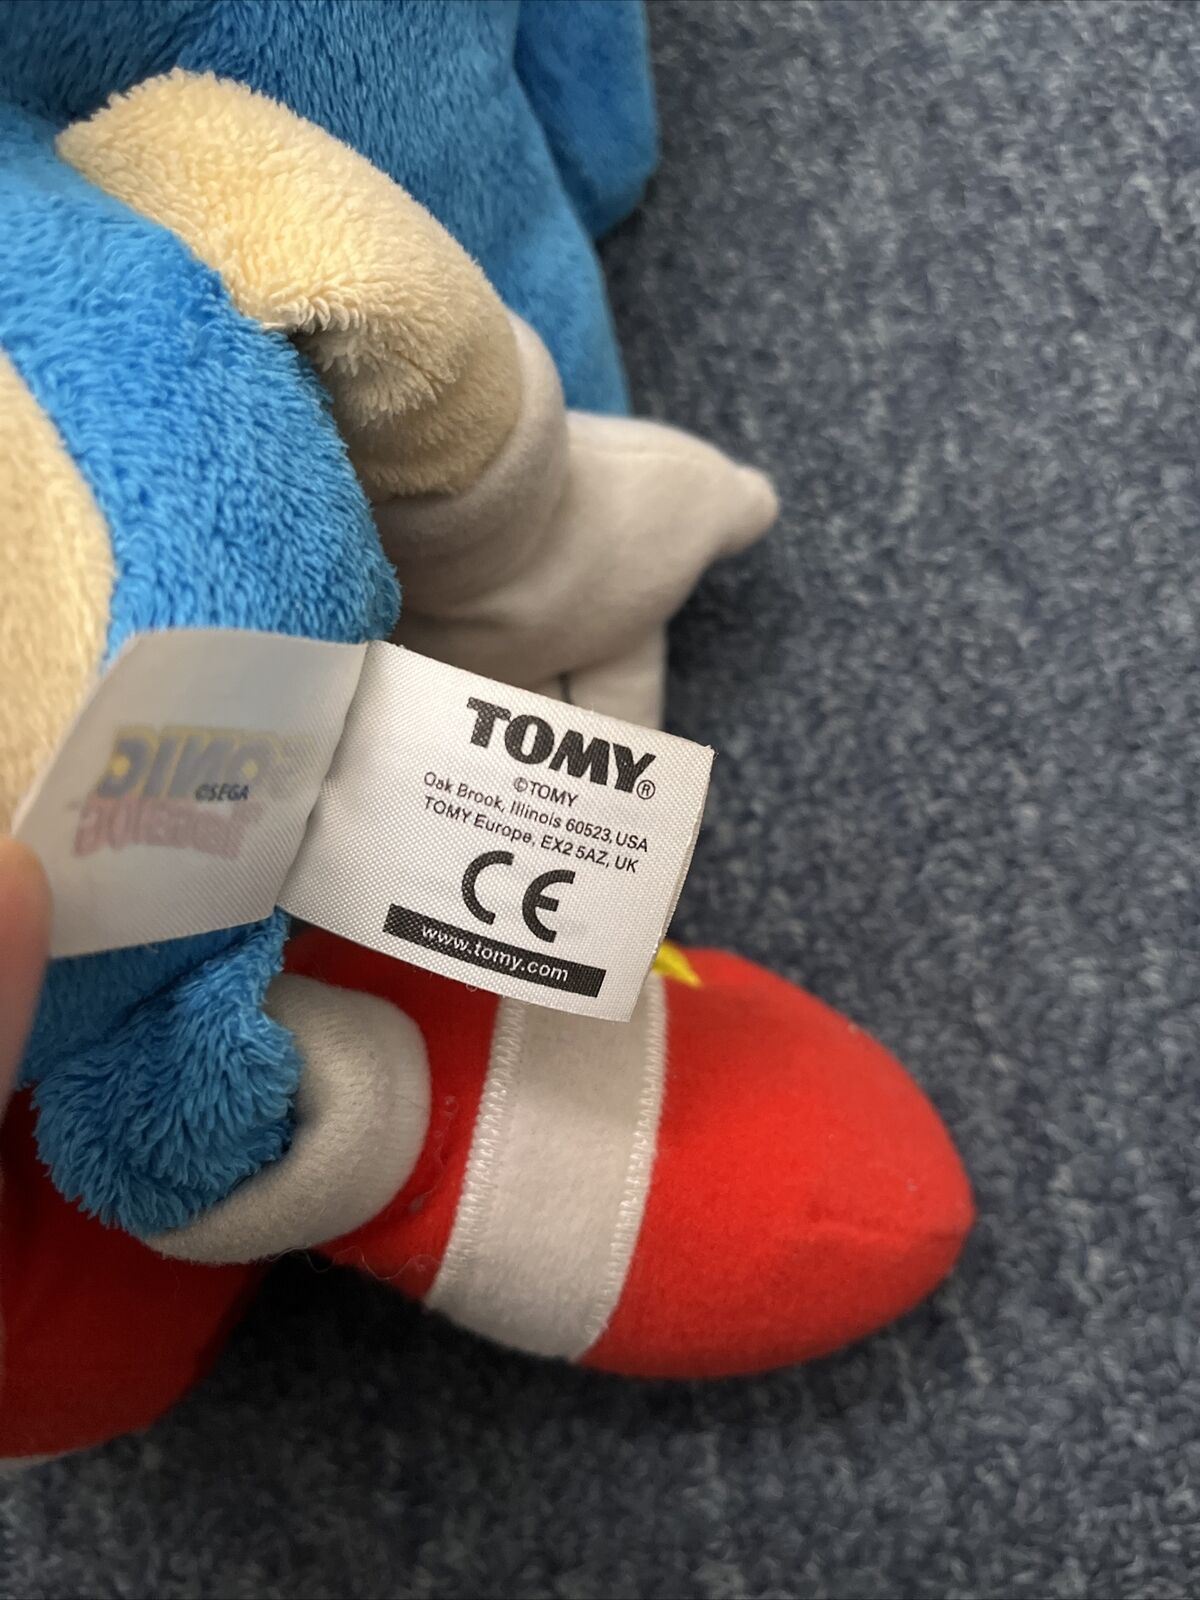 TOMY®
©TOMY
Oak Brook, Illinois 60523, USA
TOMY Europe, EX2 5AZ, UK
CE
www.tomy.com
©SEGA